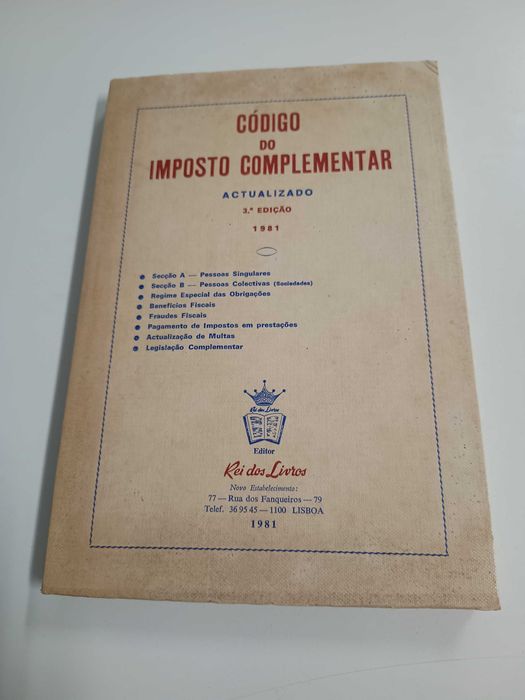 CÓDIGO
DO
IMPOSTO COMPLEMENTAR
ACTUALIZADO
3.ª EDIÇÃO
1981
Secção A — Pessoas Singulares
Secção B — Pessoas Colectivas (Sociedades)
Regime Especial das Obrigações
Benefícios Fiscais
Fraudes Fiscais
Pagamento de Impostos em prestações
Actualização de Multas
Legislação Complementar
Rei dos Livros
Editor
Rei dos Livros
Novo Estabelecimento:
77 — Rua dos Fanqueiros — 79
Telef. 36 95 45 — 1100 LISBOA
1981